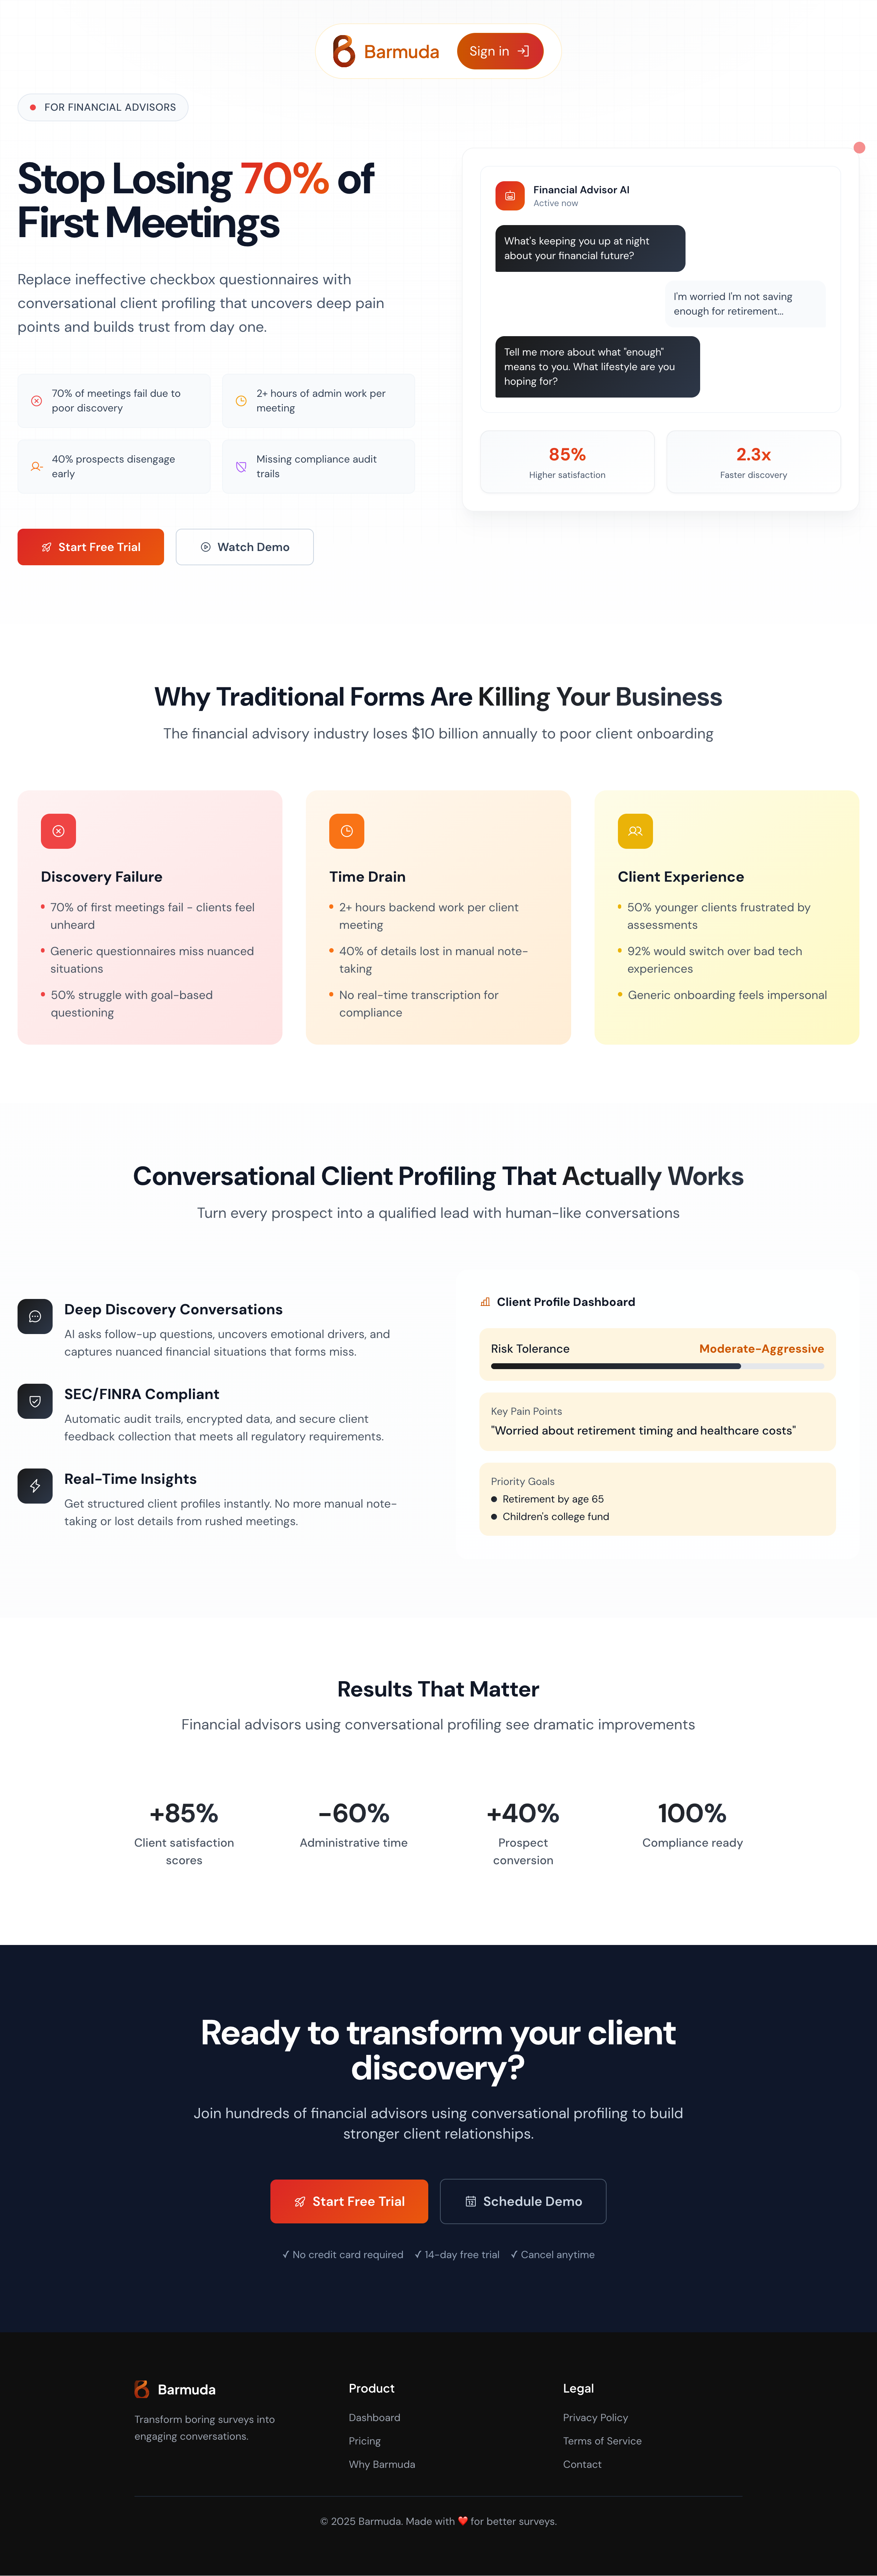 Barmuda
Sign in
FOR FINANCIAL ADVISORS
Stop Losing 70% of
First Meetings
Replace ineffective checkbox questionnaires with
conversational client profiling that uncovers deep pain
points and builds trust from day one.
70% of meetings fail due to
poor discovery
2+ hours of admin work per
meeting
40% prospects disengage
early
Missing compliance audit
trails
Start Free Trial
Watch Demo
Financial Advisor AI
Active now
What's keeping you up at night
about your financial future?
I'm worried I'm not saving
enough for retirement...
Tell me more about what "enough"
means to you. What lifestyle are you
hoping for?
85%
Higher satisfaction
2.3x
Faster discovery
Why Traditional Forms Are Killing Your Business
The financial advisory industry loses $10 billion annually to poor client onboarding
Discovery Failure
• 70% of first meetings fail - clients feel
unheard
• Generic questionnaires miss nuanced
situations
• 50% struggle with goal-based
questioning
Time Drain
• 2+ hours backend work per client
meeting
• 40% of details lost in manual note-
taking
• No real-time transcription for
compliance
Client Experience
• 50% younger clients frustrated by
assessments
• 92% would switch over bad tech
experiences
• Generic onboarding feels impersonal
Conversational Client Profiling That Actually Works
Turn every prospect into a qualified lead with human-like conversations
Deep Discovery Conversations
AI asks follow-up questions, uncovers emotional drivers, and
captures nuanced financial situations that forms miss.
SEC/FINRA Compliant
Automatic audit trails, encrypted data, and secure client
feedback collection that meets all regulatory requirements.
Real-Time Insights
Get structured client profiles instantly. No more manual note-
taking or lost details from rushed meetings.
Client Profile Dashboard
Risk Tolerance
Moderate-Aggressive
Key Pain Points
"Worried about retirement timing and healthcare costs"
Priority Goals
• Retirement by age 65
• Children's college fund
Results That Matter
Financial advisors using conversational profiling see dramatic improvements
+85%
Client satisfaction
scores
-60%
Administrative time
+40%
Prospect
conversion
100%
Compliance ready
Ready to transform your client
discovery?
Join hundreds of financial advisors using conversational profiling to build
stronger client relationships.
Start Free Trial
Schedule Demo
✓ No credit card required ✓ 14-day free trial ✓ Cancel anytime
Barmuda
Transform boring surveys into
engaging conversations.
Product
Dashboard
Pricing
Why Barmuda
Legal
Privacy Policy
Terms of Service
Contact
© 2025 Barmuda. Made with ❤️ for better surveys.